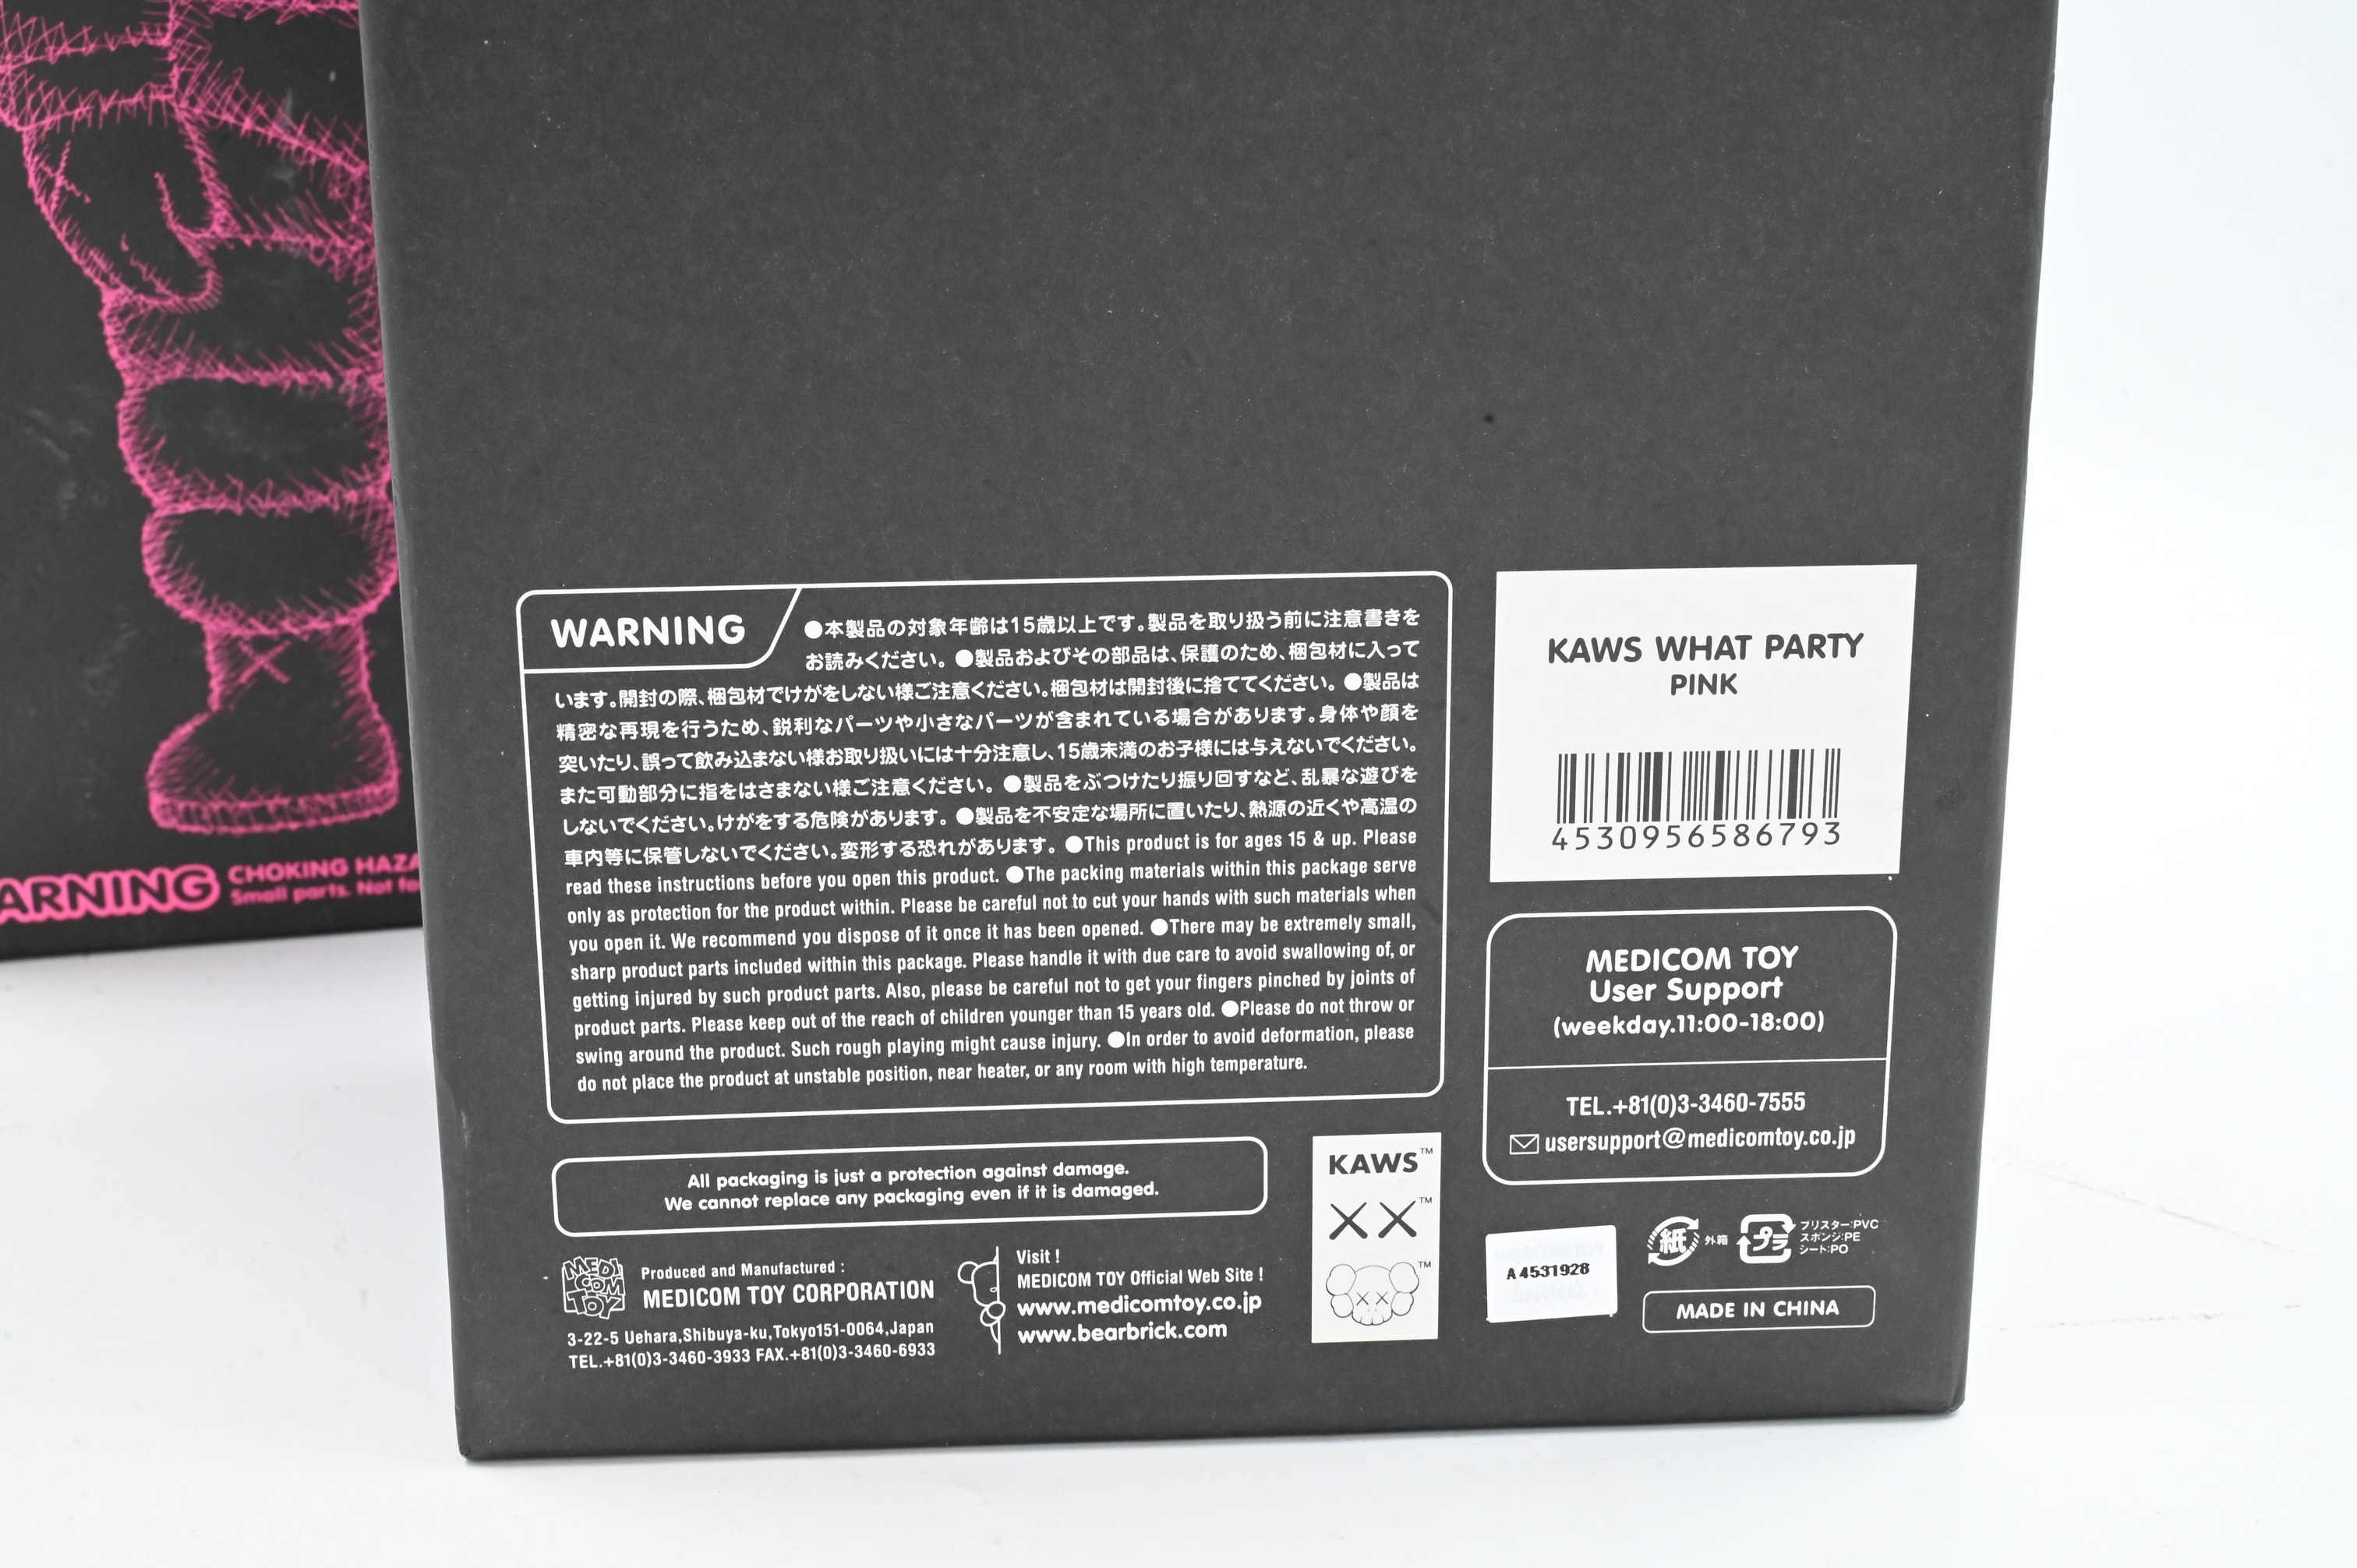 ARNING
CHOKING HAZA
Small parts. Not fo
WARNING
●本製品の対象年齢は15歳以上です。製品を取り扱う前に注意書きを
お読みください。●製品およびその部品は、保護のため、梱包材に入って
います。開封の際、梱包材でけがをしない様ご注意ください。梱包材は開封後に捨ててください。●製品は
精密な再現を行うため、鋭利なパーツや小さなパーツが含まれている場合があります。身体や顔を
突いたり、誤って飲み込まない様お取り扱いには十分注意し、15歳未満のお子様には与えないでください。
また可動部分に指をはさまない様ご注意ください。●製品をぶつけたり振り回すなど、乱暴な遊びを
しないでください。けがをする危険があります。●製品を不安定な場所に置いたり、熱源の近くや高温の
車内等に保管しないでください。変形する恐れがあります。●This product is for ages 15 & up. Please
read these instructions before you open this product. ●The packing materials within this package serve
only as protection for the product within. Please be careful not to cut your hands with such materials when
you open it. We recommend you dispose of it once it has been opened. ●There may be extremely small,
sharp product parts included within this package. Please handle it with due care to avoid swallowing of, or
getting injured by such product parts. Also, please be careful not to get your fingers pinched by joints of
product parts. Please keep out of the reach of children younger than 15 years old. ●Please do not throw or
swing around the product. Such rough playing might cause injury. ●In order to avoid deformation, please
do not place the product at unstable position, near heater, or any room with high temperature.
All packaging is just a protection against damage.
We cannot replace any packaging even if it is damaged.
MEDI
COM
TOY
Produced and Manufactured :
MEDICOM TOY CORPORATION
3-22-5 Uehara,Shibuya-ku,Tokyo151-0064,Japan
TEL.+81(0)3-3460-3933 FAX.+81(0)3-3460-6933
Visit !
MEDICOM TOY Official Web Site !
www.medicomtoy.co.jp
www.bearbrick.com
KAWS™
XX™
™
KAWS WHAT PARTY
PINK
4530956586793
MEDICOM TOY
User Support
(weekday.11:00-18:00)
TEL.+81(0)3-3460-7555
usersupport@medicomtoy.co.jp
A4531928
紙 外箱
プラ
ブリスター:PVC
スポンジ:PE
シート:PO
MADE IN CHINA